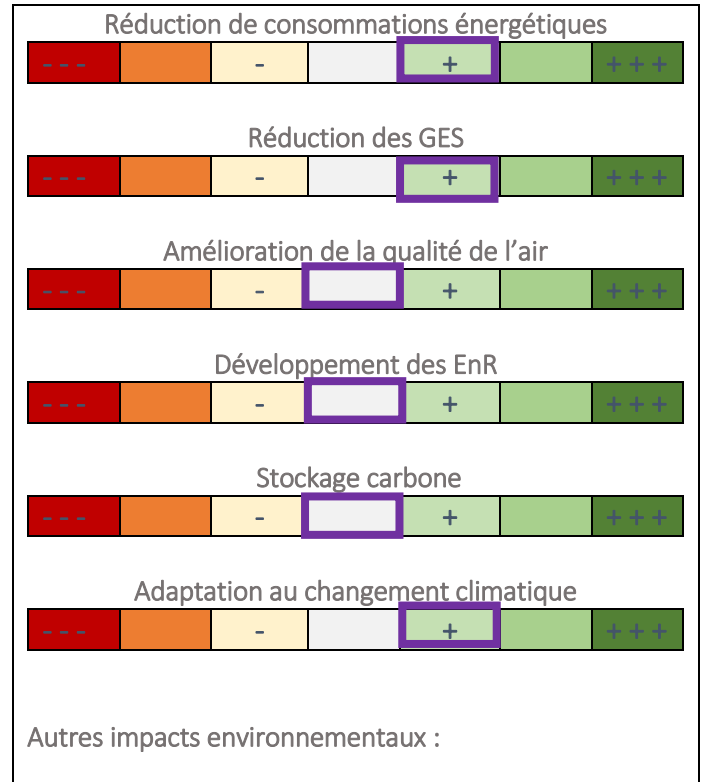 Réduction de consommations énergétiques
- - - - + + + +
Réduction des GES
- - - - + + + +
Amélioration de la qualité de l’air
- - - - + + + +
Développement des EnR
- - - - + + + +
Stockage carbone
- - - - + + + +
Adaptation au changement climatique
- - - - + + + +
Autres impacts environnementaux :